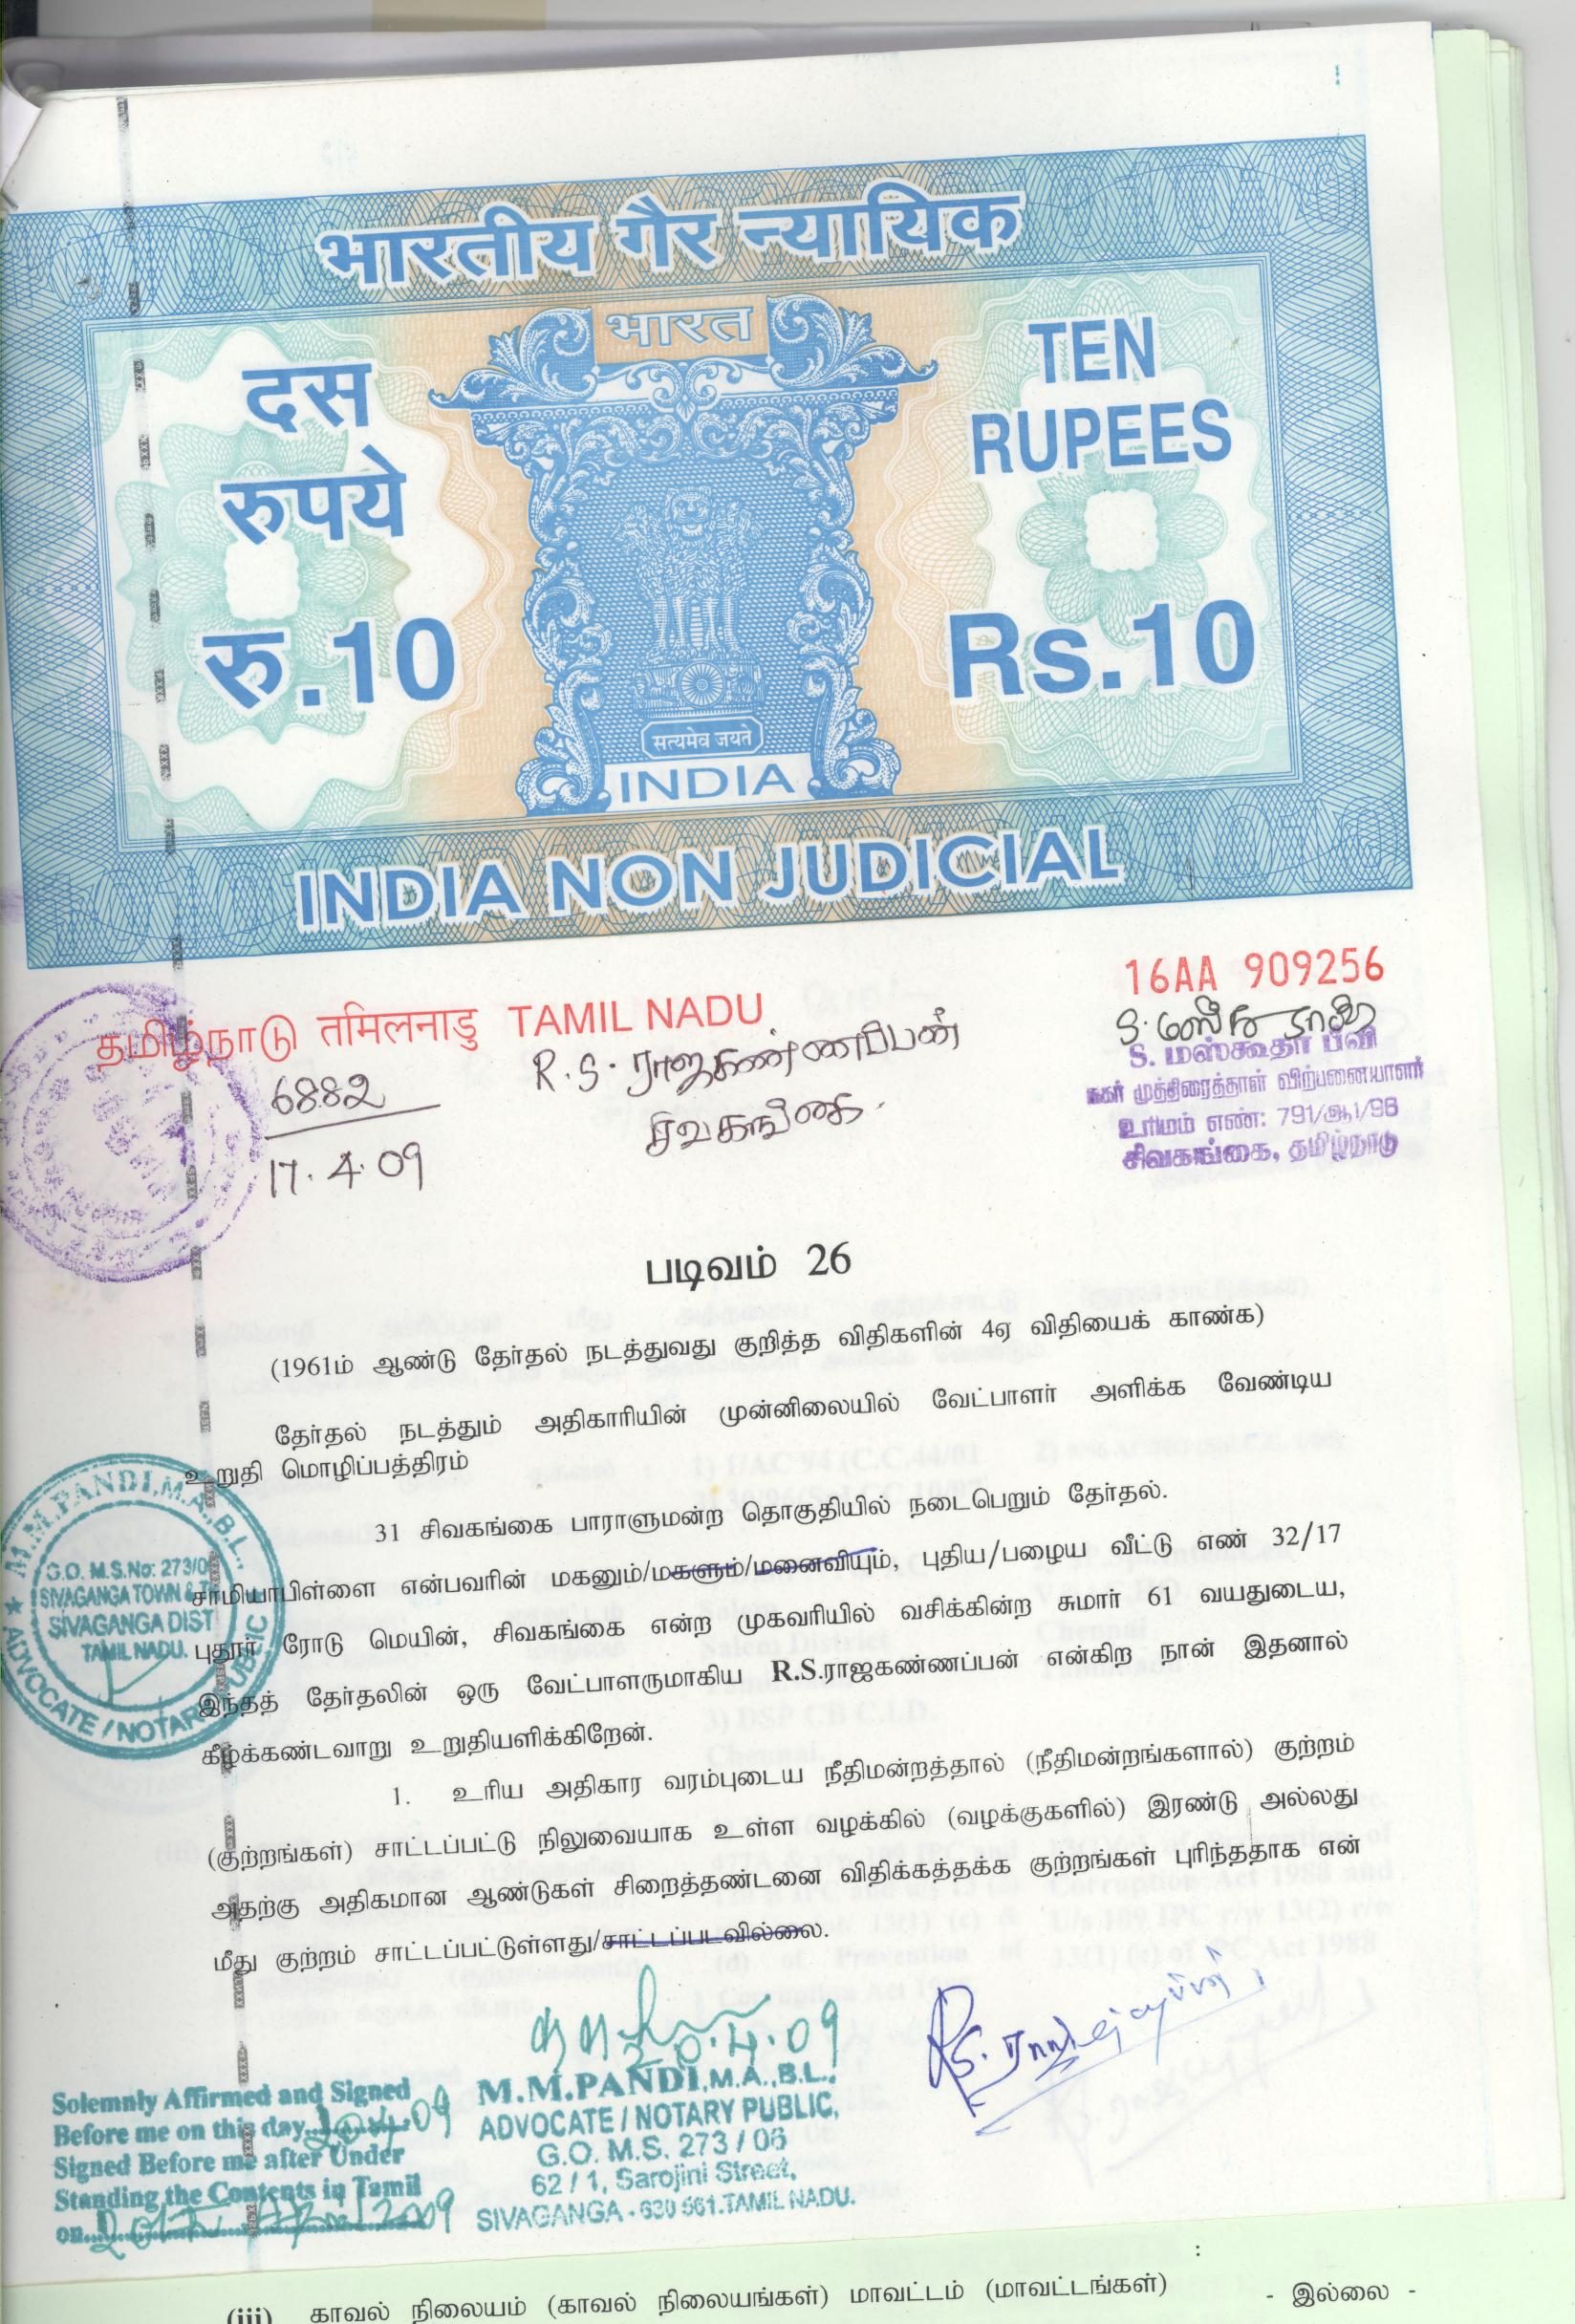 भारतीय गैर न्यायिक
भारत
दस
रुपये
रु.10
TEN
RUPEES
Rs.10
सत्यमेव जयते
INDIA
INDIA NON JUDICIAL
தமிழ்நாடு तमिलनाडु TAMIL NADU
16AA 909256
6882
17.4.09
R.S. ராஜகண்ணப்பன்
சிவகங்கை.
S. மஸ்கூதா பீவி
நகர் முத்திரைத்தாள் விற்பனையாளர்
உரிமம் எண்: 791/ஆ1/98
சிவகங்கை, தமிழ்நாடு
படிவம் 26
(1961ம் ஆண்டு தேர்தல் நடத்துவது குறித்த விதிகளின் 4ஏ விதியைக் காண்க)
தேர்தல் நடத்தும் அதிகாரியின் முன்னிலையில் வேட்பாளர் அளிக்க வேண்டிய
உறுதி மொழிப்பத்திரம்
31 சிவகங்கை பாராளுமன்ற தொகுதியில் நடைபெறும் தேர்தல்.
சாமியாபிள்ளை என்பவரின் மகனும்/மகளும்/மனைவியும், புதிய/பழைய வீட்டு எண் 32/17
புதூர் ரோடு மெயின், சிவகங்கை என்ற முகவரியில் வசிக்கின்ற சுமார் 61 வயதுடைய,
இந்தத் தேர்தலின் ஒரு வேட்பாளருமாகிய R.S.ராஜகண்ணப்பன் என்கிற நான் இதனால்
கீழ்க்கண்டவாறு உறுதியளிக்கிறேன்.
1. உரிய அதிகார வரம்புடைய நீதிமன்றத்தால் (நீதிமன்றங்களால்) குற்றம்
(குற்றங்கள்) சாட்டப்பட்டு நிலுவையாக உள்ள வழக்கில் (வழக்குகளில்) இரண்டு அல்லது
அதற்கு அதிகமான ஆண்டுகள் சிறைத்தண்டனை விதிக்கத்தக்க குற்றங்கள் புரிந்ததாக என்
மீது குற்றம் சாட்டப்பட்டுள்ளது/சாட்டப்படவில்லை.
M.M.PANDI,M.A.,B.L.,
G.O. M.S.No: 273/0
SIVAGANGA TOWN & T
SIVAGANGA DIST
TAMIL NADU.
ADVOCATE / NOTARY PUBLIC
Solemnly Affirmed and Signed
Before me on this day 20.4.09
Signed Before me after Under
Standing the Contents in Tamil
on
20.4.09
M.M.PANDI,M.A.,B.L.,
ADVOCATE / NOTARY PUBLIC,
G.O. M.S. 273 / 06
62 / 1, Sarojini Street,
SIVAGANGA - 630 561.TAMIL NADU.
(iii) காவல் நிலையம் (காவல் நிலையங்கள்) மாவட்டம் (மாவட்டங்கள்) : - இல்லை -